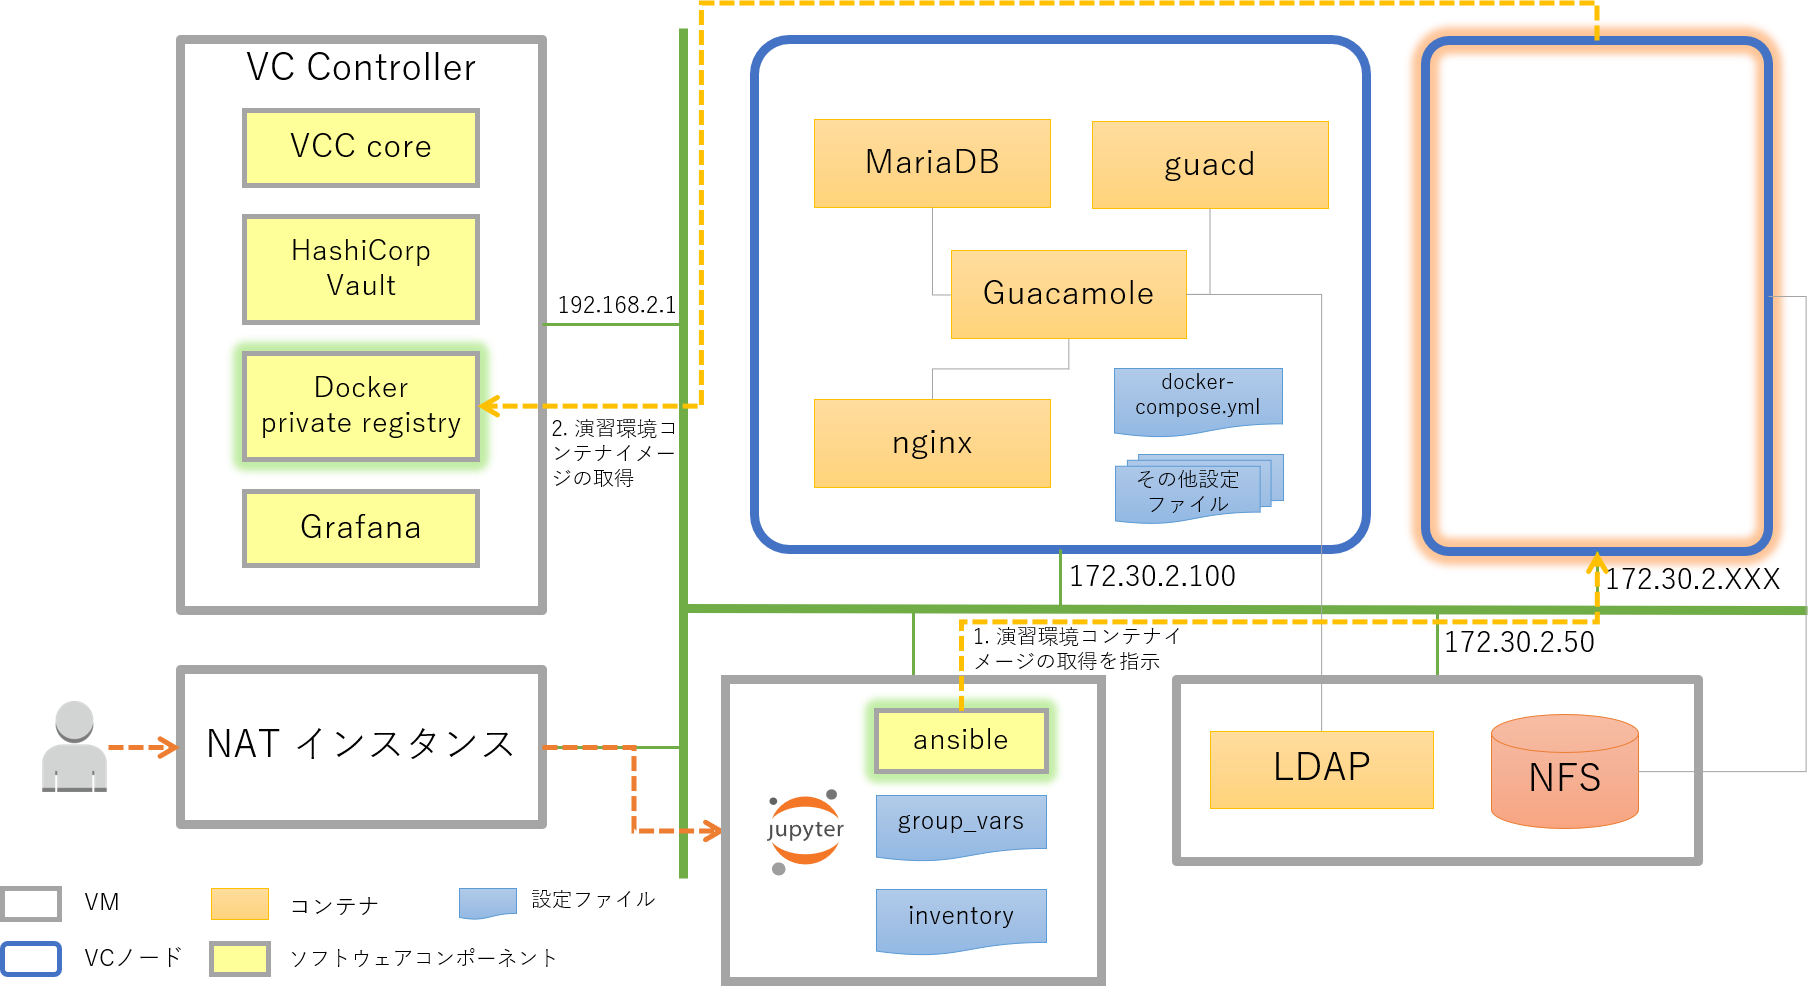 VC Controller
VCC core
HashiCorp
Vault
Docker
private registry
Grafana
192.168.2.1
2. 演習環境コ
ンテナイメー
ジの取得
MariaDB
guacd
Guacamole
nginx
docker-
compose.yml
その他設定
ファイル
172.30.2.100
172.30.2.XXX
1. 演習環境コンテナイ
メージの取得を指示
172.30.2.50
NAT インスタンス
ansible
jupyter
group_vars
inventory
LDAP
NFS
VM
コンテナ
設定ファイル
VCノード
ソフトウェアコンポーネント